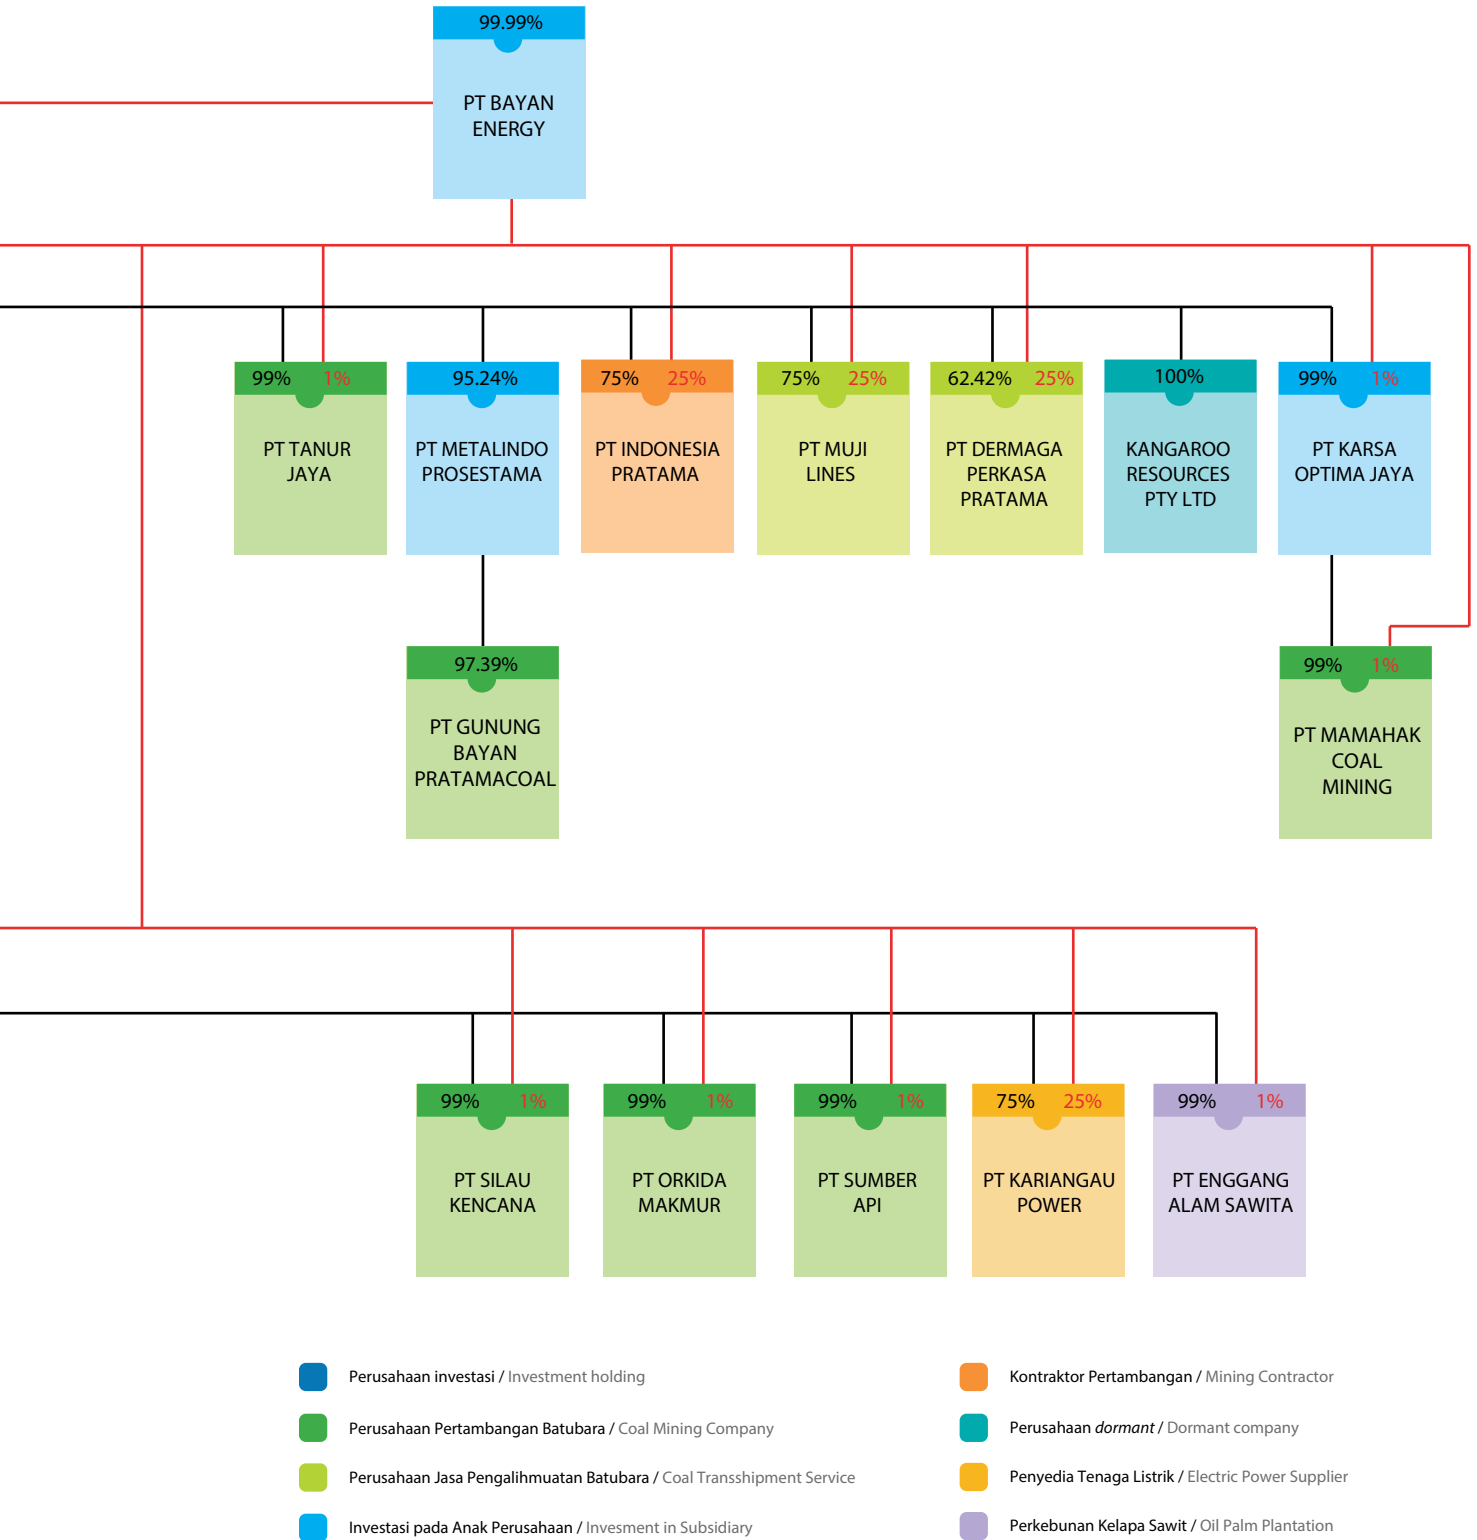 99.99%
PT BAYAN
ENERGY
99% 1%
PT TANUR
JAYA
95.24%
PT METALINDO
PROSESTAMA
75% 25%
PT INDONESIA
PRATAMA
75% 25%
PT MUJI
LINES
62.42% 25%
PT DERMAGA
PERKASA
PRATAMA
100%
KANGAROO
RESOURCES
PTY LTD
99% 1%
PT KARSA
OPTIMA JAYA
97.39%
PT GUNUNG
BAYAN
PRATAMACOAL
99% 1%
PT MAMAHAK
COAL
MINING
99% 1%
PT SILAU
KENCANA
99% 1%
PT ORKIDA
MAKMUR
99% 1%
PT SUMBER
API
75% 25%
PT KARIANGAU
POWER
99% 1%
PT ENGGANG
ALAM SAWITA
Perusahaan investasi / Investment holding
Perusahaan Pertambangan Batubara / Coal Mining Company
Perusahaan Jasa Pengalihmuatan Batubara / Coal Transshipment Service
Investasi pada Anak Perusahaan / Invesment in Subsidiary
Kontraktor Pertambangan / Mining Contractor
Perusahaan dormant / Dormant company
Penyedia Tenaga Listrik / Electric Power Supplier
Perkebunan Kelapa Sawit / Oil Palm Plantation